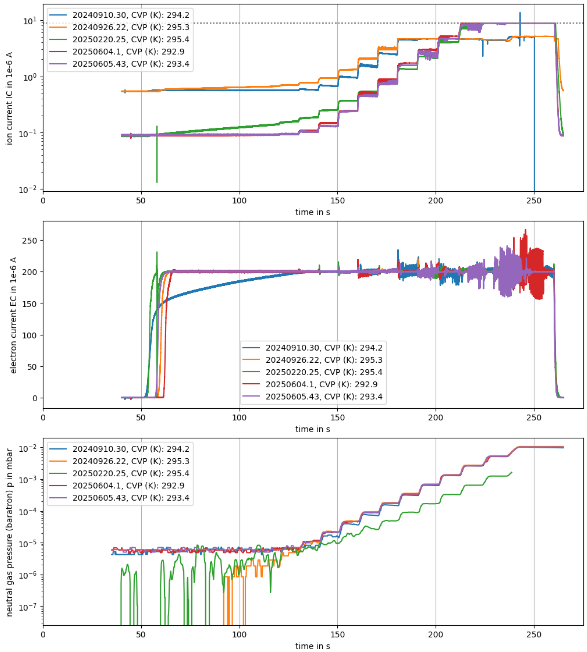 ion current IC in 1e-6 A
10^1
10^0
10^-1
10^-2
20240910.30, CVP (K): 294.2
20240926.22, CVP (K): 295.3
20250220.25, CVP (K): 295.4
20250604.1, CVP (K): 292.9
20250605.43, CVP (K): 293.4
0 50 100 150 200 250
time in s
electron current EC in 1e-6 A
250
200
150
100
50
0
20240910.30, CVP (K): 294.2
20240926.22, CVP (K): 295.3
20250220.25, CVP (K): 295.4
20250604.1, CVP (K): 292.9
20250605.43, CVP (K): 293.4
0 50 100 150 200 250
time in s
neutral gas pressure (baratron) p in mbar
10^-2
10^-3
10^-4
10^-5
10^-6
10^-7
20240910.30, CVP (K): 294.2
20240926.22, CVP (K): 295.3
20250220.25, CVP (K): 295.4
20250604.1, CVP (K): 292.9
20250605.43, CVP (K): 293.4
0 50 100 150 200 250
time in s